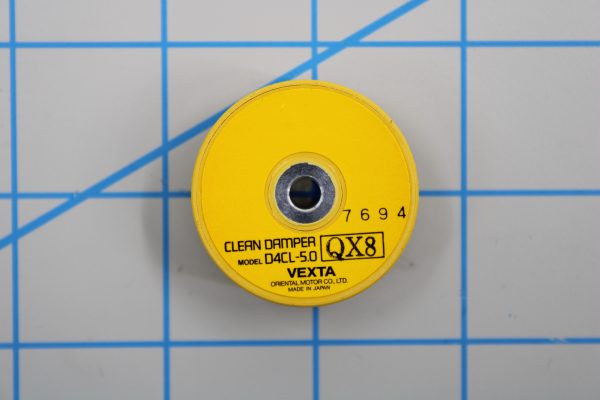 7694
CLEAN DAMPER
MODEL D4CL-5.0 QX8
VEXTA
ORIENTAL MOTOR CO., LTD.
MADE IN JAPAN